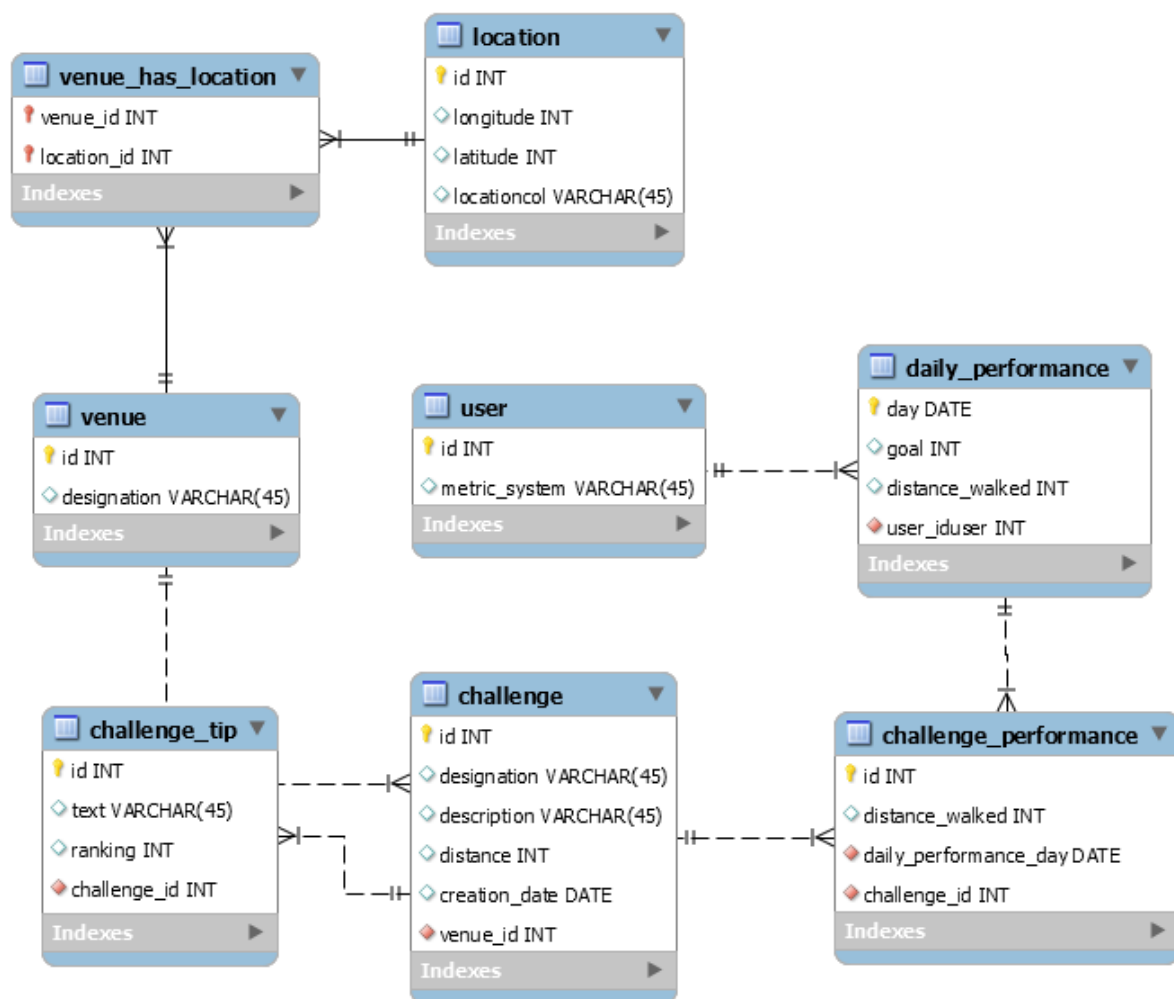 location
id INT
longitude INT
latitude INT
locationcol VARCHAR(45)
Indexes
venue_has_location
venue_id INT
location_id INT
Indexes
venue
id INT
designation VARCHAR(45)
Indexes
user
id INT
metric_system VARCHAR(45)
Indexes
daily_performance
day DATE
goal INT
distance_walked INT
user_iduser INT
Indexes
challenge_tip
id INT
text VARCHAR(45)
ranking INT
challenge_id INT
Indexes
challenge
id INT
designation VARCHAR(45)
description VARCHAR(45)
distance INT
creation_date DATE
venue_id INT
Indexes
challenge_performance
id INT
distance_walked INT
daily_performance_day DATE
challenge_id INT
Indexes